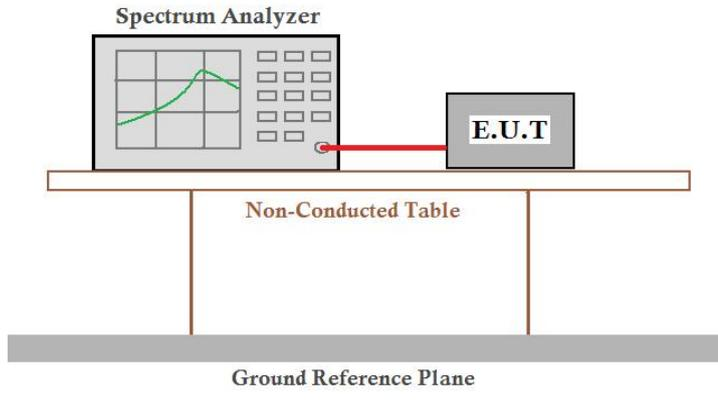 Spectrum Analyzer
E.U.T
Non-Conducted Table
Ground Reference Plane